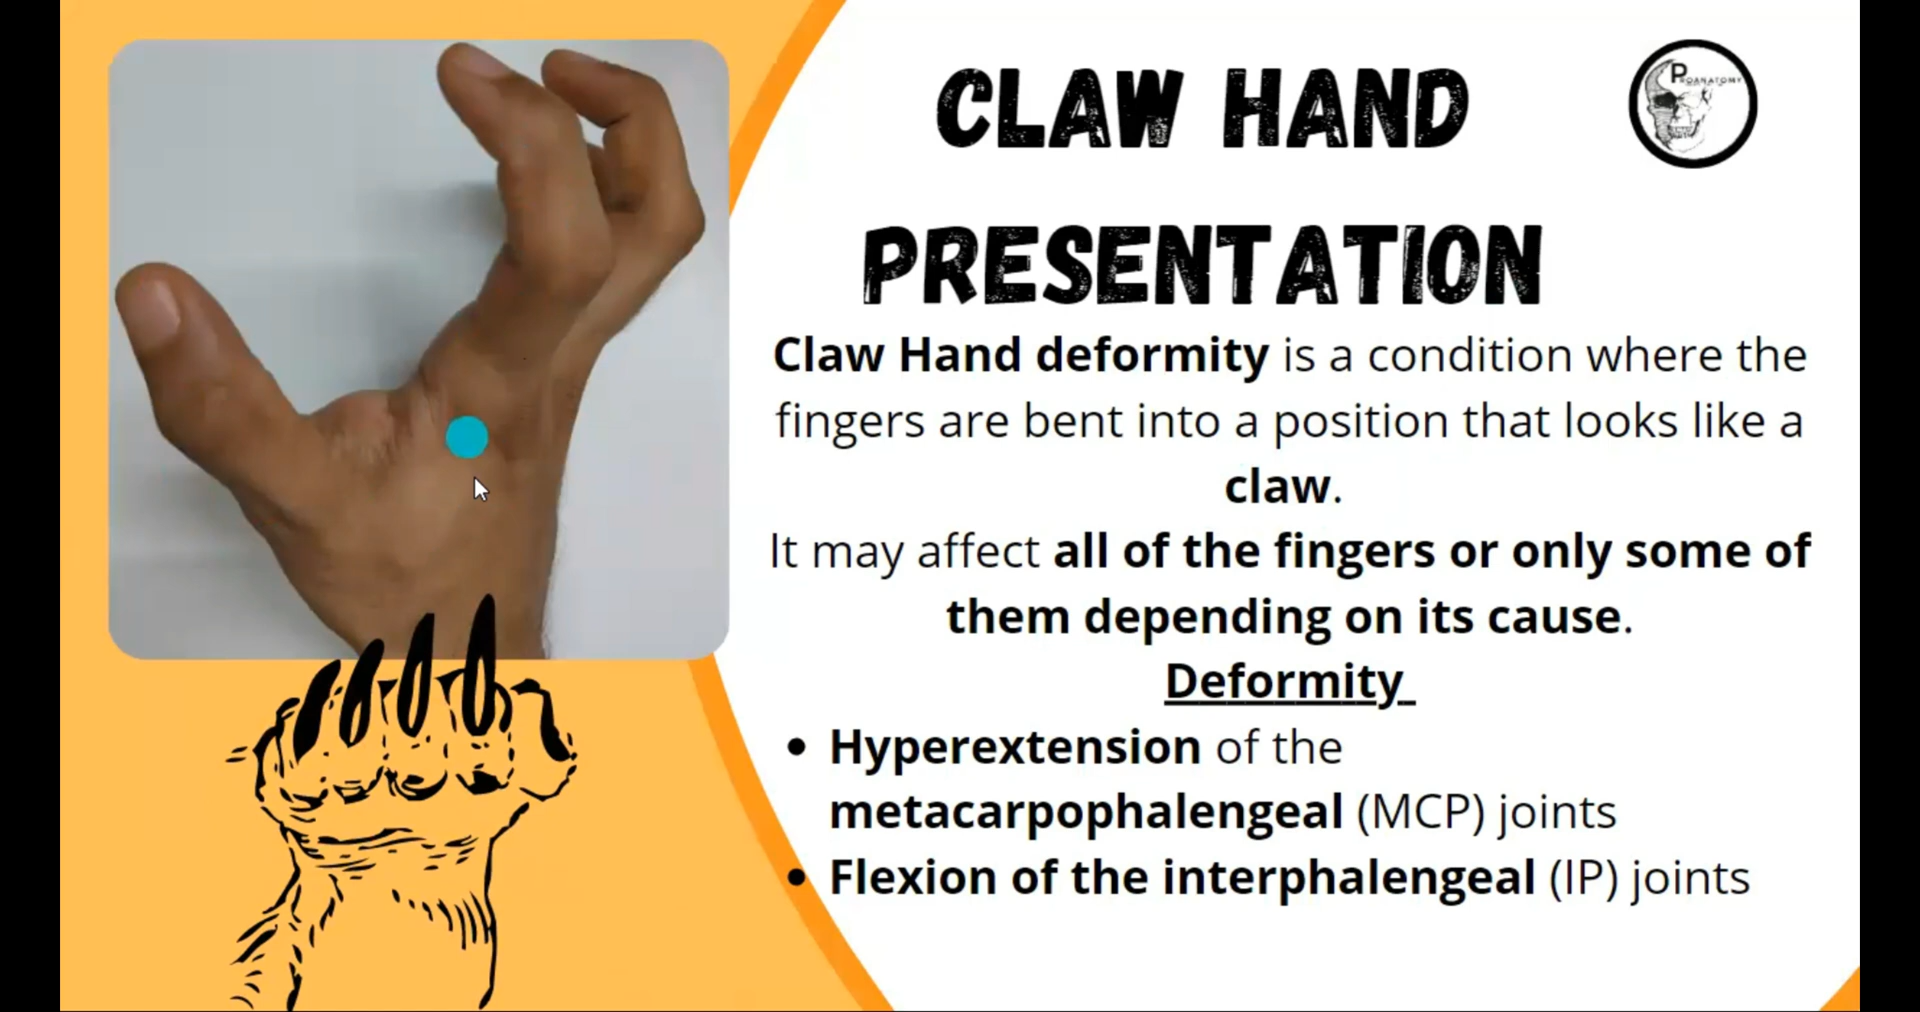 CLAW HAND
PRESENTATION
PROANATOMY
Claw Hand deformity is a condition where the
fingers are bent into a position that looks like a
claw.
It may affect all of the fingers or only some of
them depending on its cause.
Deformity
• Hyperextension of the
metacarpophalengeal (MCP) joints
• Flexion of the interphalengeal (IP) joints